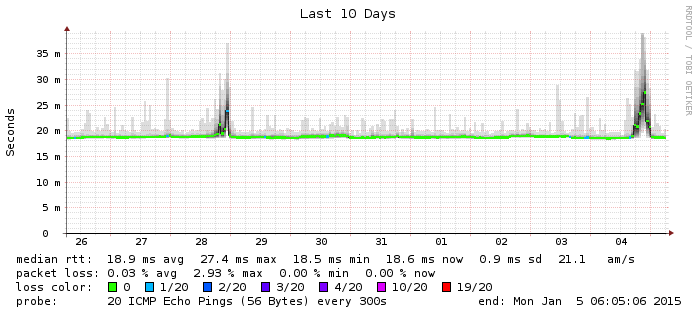 Last 10 Days
RRDTOOL / TOBI OETIKER
Seconds
35 m
30 m
25 m
20 m
15 m
10 m
5 m
0
26 27 28 29 30 31 01 02 03 04
median rtt: 18.9 ms avg 27.4 ms max 18.5 ms min 18.6 ms now 0.9 ms sd 21.1 am/s
packet loss: 0.03 % avg 2.93 % max 0.00 % min 0.00 % now
loss color: 0 1/20 2/20 3/20 4/20 10/20 19/20
probe: 20 ICMP Echo Pings (56 Bytes) every 300s end: Mon Jan 5 06:05:06 2015